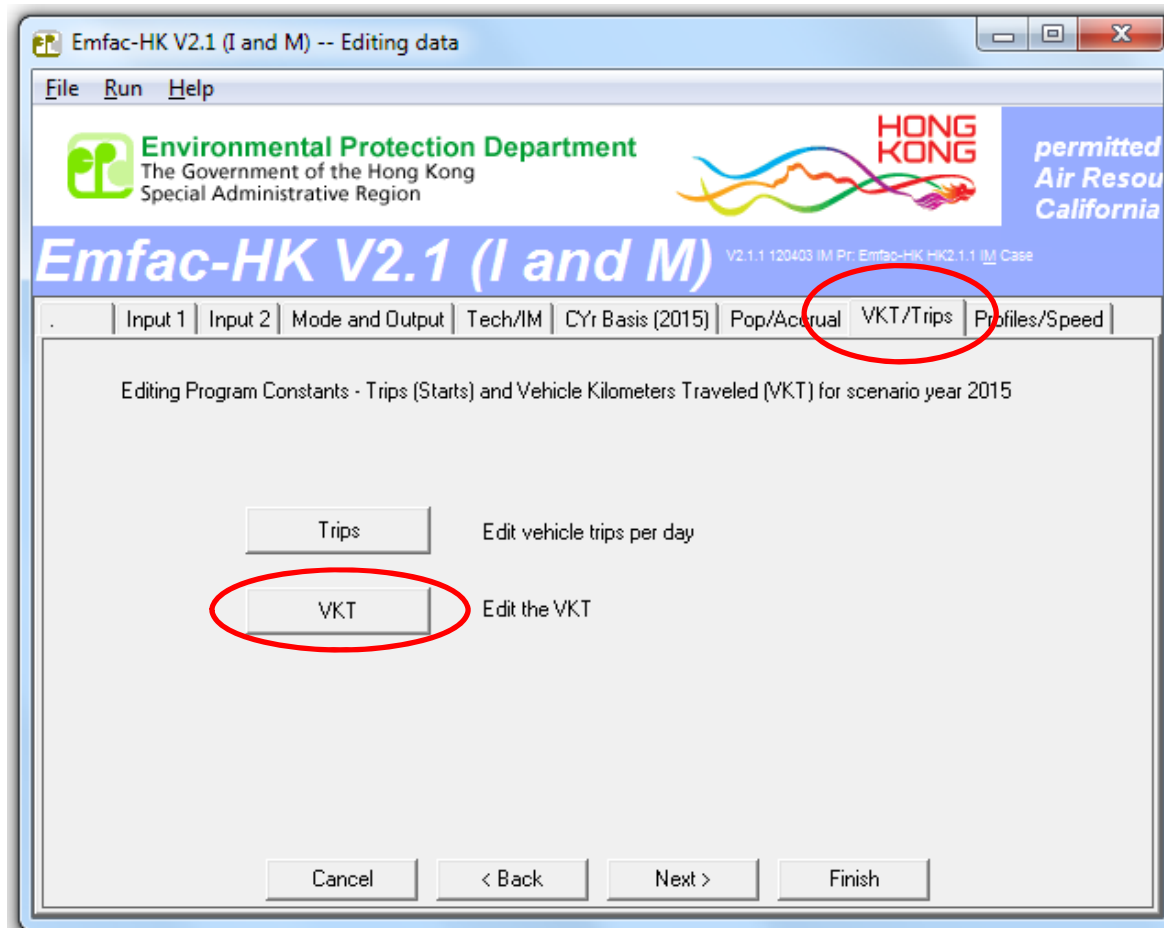 Emfac-HK V2.1 (I and M) -- Editing data
File Run Help
Environmental Protection Department
The Government of the Hong Kong
Special Administrative Region
HONG
KONG
permitted
Air Resou
California
Emfac-HK V2.1 (I and M)
V2.1.1 120403 IM Pr: Emfac-HK HK2.1.1 IM Case
. Input 1 Input 2 Mode and Output Tech/IM CYr Basis (2015) Pop/Accrual VKT/Trips Profiles/Speed
Editing Program Constants - Trips (Starts) and Vehicle Kilometers Traveled (VKT) for scenario year 2015
Trips Edit vehicle trips per day
VKT Edit the VKT
Cancel < Back Next > Finish